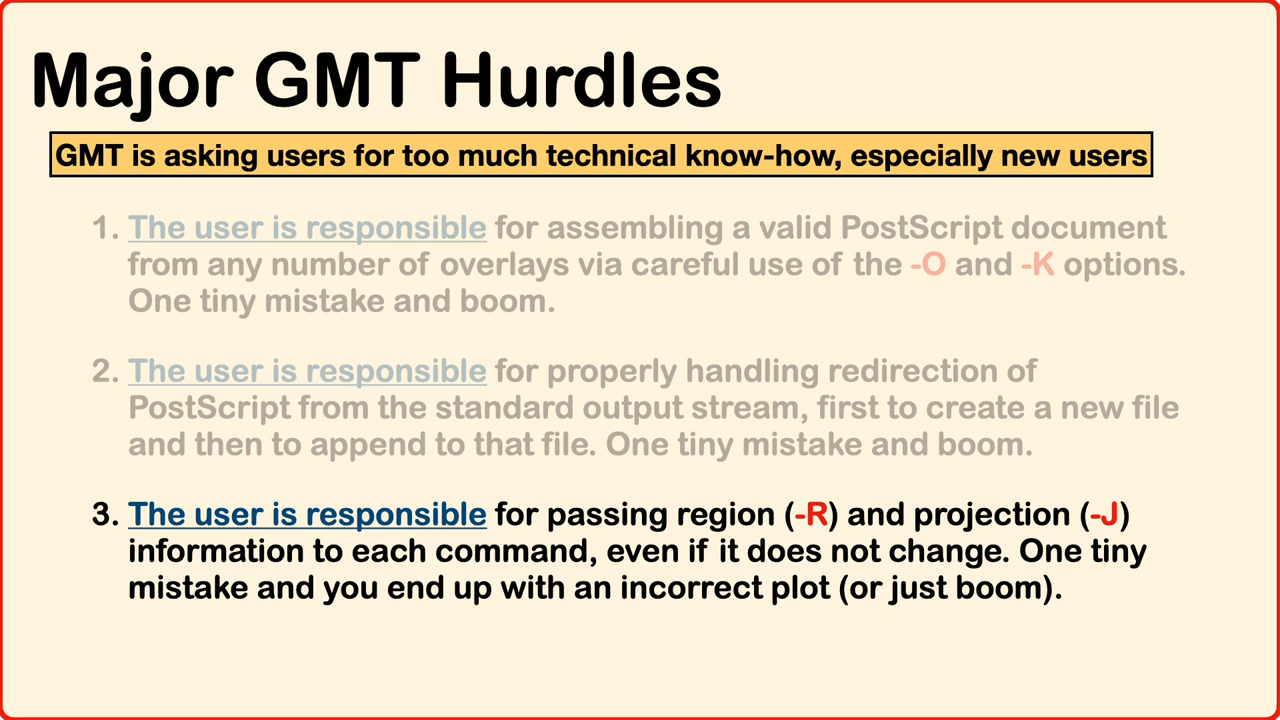 Major GMT Hurdles
GMT is asking users for too much technical know-how, especially new users
1. The user is responsible for assembling a valid PostScript document
from any number of overlays via careful use of the -O and -K options.
One tiny mistake and boom.
2. The user is responsible for properly handling redirection of
PostScript from the standard output stream, first to create a new file
and then to append to that file. One tiny mistake and boom.
3. The user is responsible for passing region (-R) and projection (-J)
information to each command, even if it does not change. One tiny
mistake and you end up with an incorrect plot (or just boom).